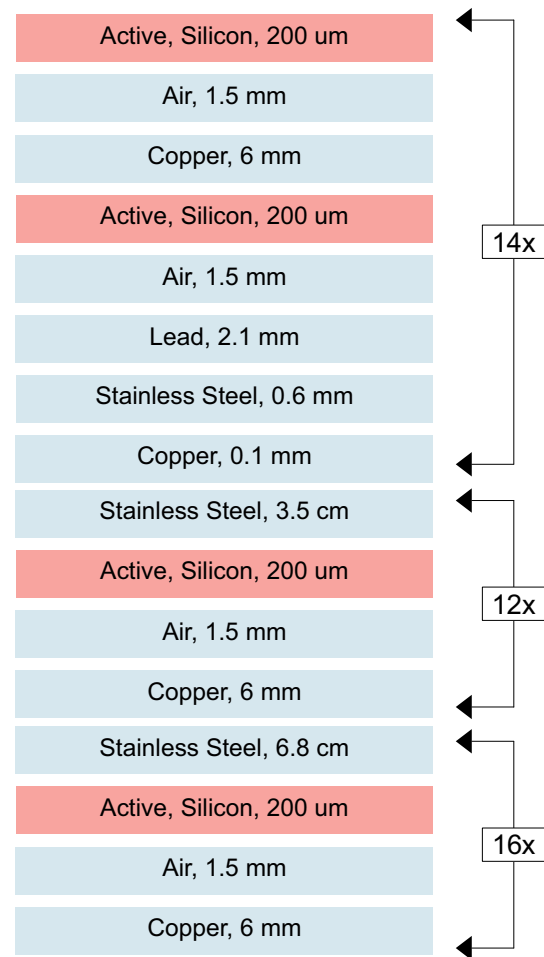 Active, Silicon, 200 um
Air, 1.5 mm
Copper, 6 mm
Active, Silicon, 200 um
14x
Air, 1.5 mm
Lead, 2.1 mm
Stainless Steel, 0.6 mm
Copper, 0.1 mm
Stainless Steel, 3.5 cm
Active, Silicon, 200 um
12x
Air, 1.5 mm
Copper, 6 mm
Stainless Steel, 6.8 cm
Active, Silicon, 200 um
16x
Air, 1.5 mm
Copper, 6 mm